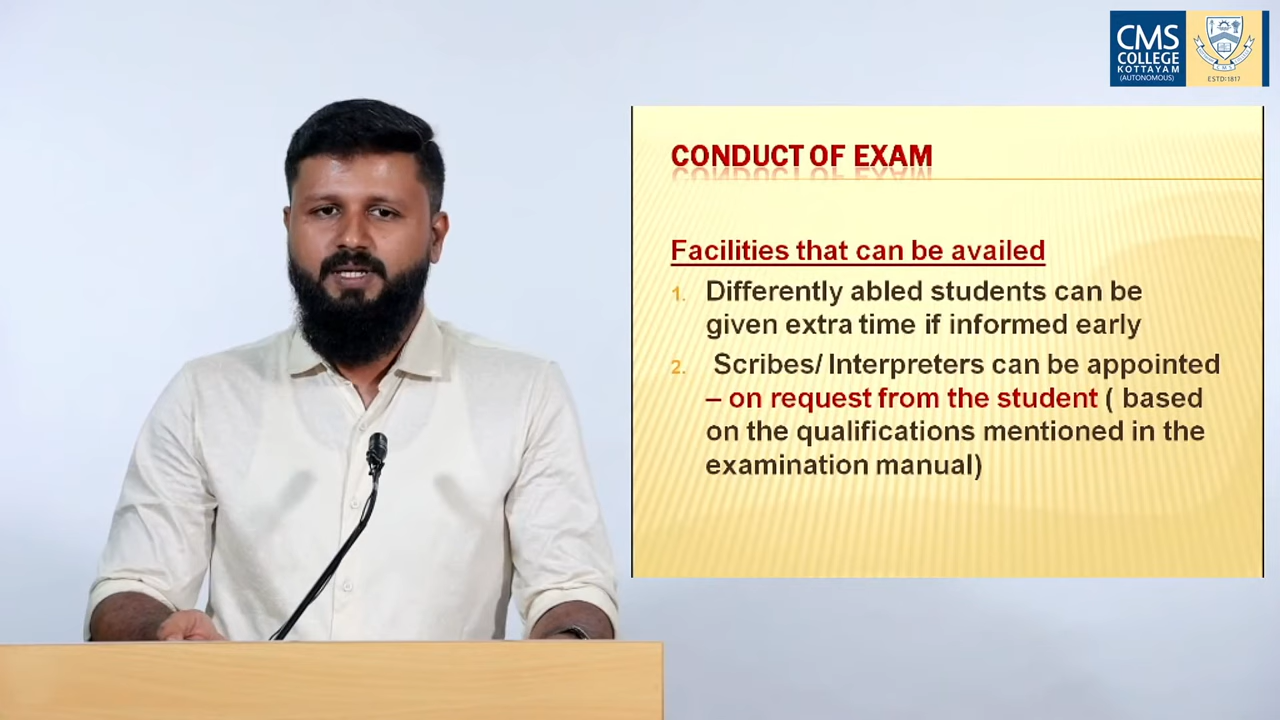 CMS
COLLEGE
KOTTAYAM
(AUTONOMOUS)
ESTD:1817
CONDUCT OF EXAM
Facilities that can be availed
1. Differently abled students can be
given extra time if informed early
2. Scribes/ Interpreters can be appointed
– on request from the student ( based
on the qualifications mentioned in the
examination manual)